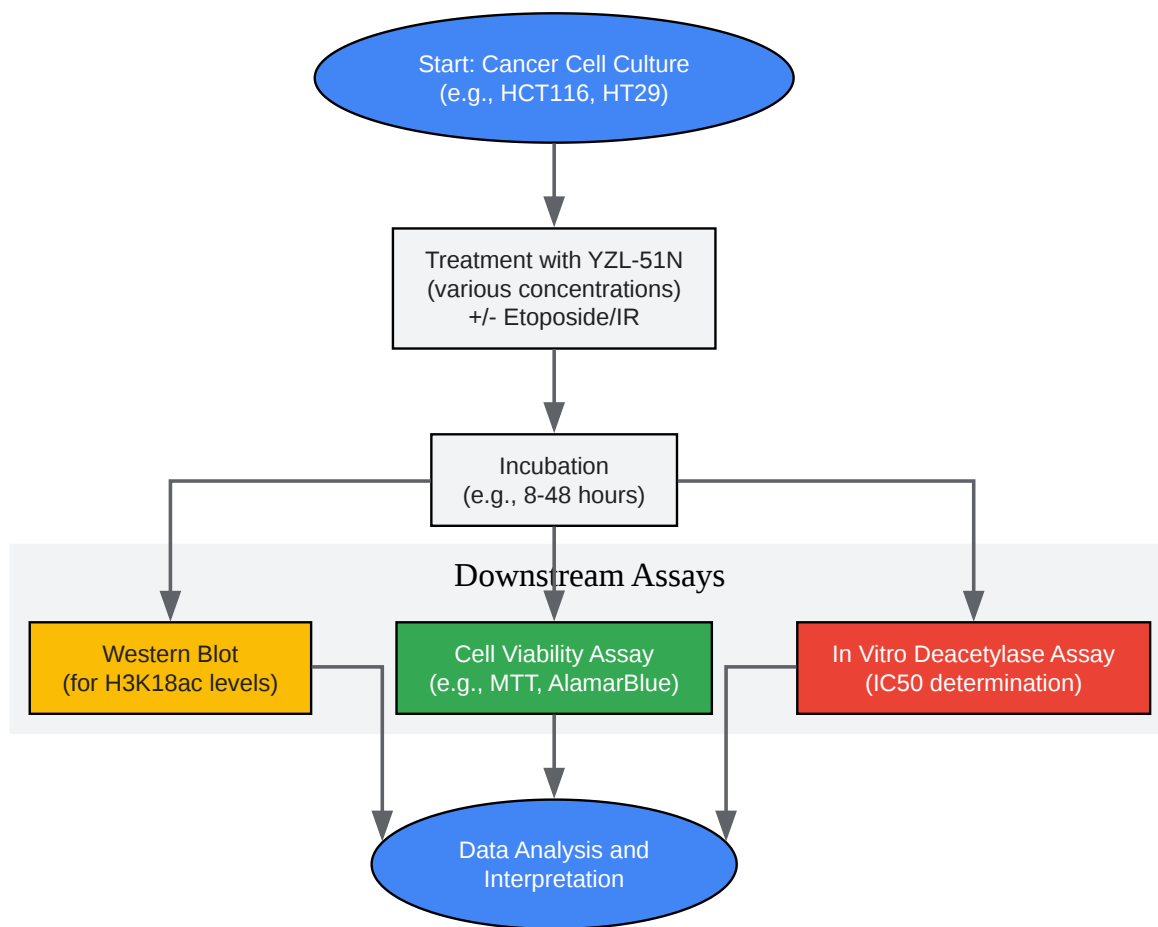 Start: Cancer Cell Culture
(e.g., HCT116, HT29)
Treatment with YZL-51N
(various concentrations)
+/- Etoposide/IR
Incubation
(e.g., 8-48 hours)
Downstream Assays
Western Blot
(for H3K18ac levels)
Cell Viability Assay
(e.g., MTT, AlamarBlue)
In Vitro Deacetylase Assay
(IC50 determination)
Data Analysis and
Interpretation